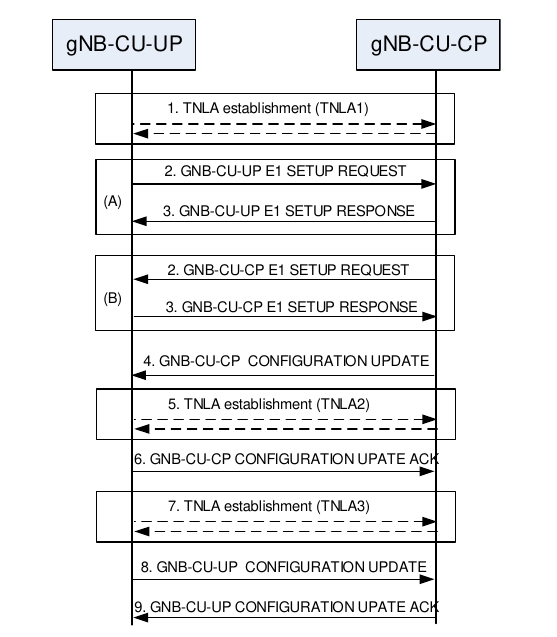 gNB-CU-UP
gNB-CU-CP
1. TNLA establishment (TNLA1)
(A)
2. GNB-CU-UP E1 SETUP REQUEST
3. GNB-CU-UP E1 SETUP RESPONSE
(B)
2. GNB-CU-CP E1 SETUP REQUEST
3. GNB-CU-CP E1 SETUP RESPONSE
4. GNB-CU-CP CONFIGURATION UPDATE
5. TNLA establishment (TNLA2)
6. GNB-CU-CP CONFIGURATION UPATE ACK
7. TNLA establishment (TNLA3)
8. GNB-CU-UP CONFIGURATION UPDATE
9. GNB-CU-UP CONFIGURATION UPATE ACK